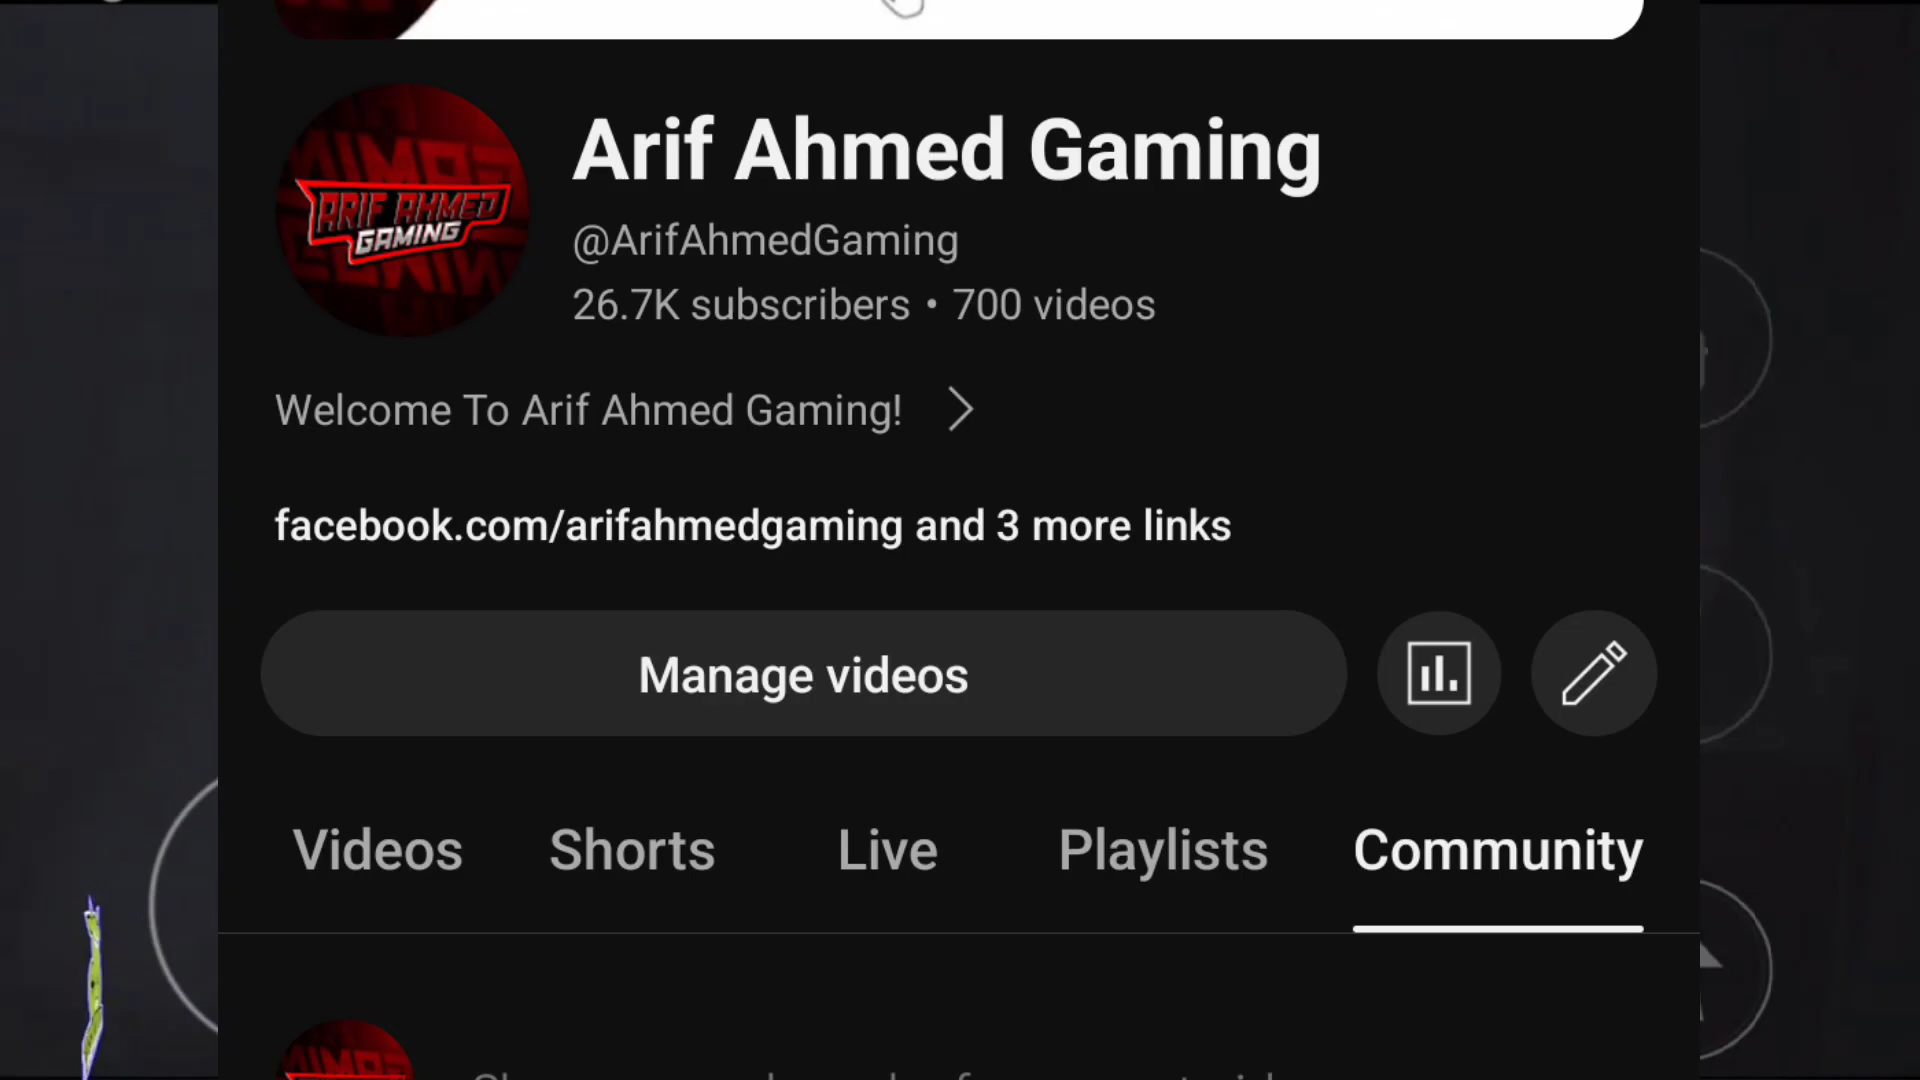 Arif Ahmed Gaming
ARIF AHMED
GAMING
@ArifAhmedGaming
26.7K subscribers • 700 videos
Welcome To Arif Ahmed Gaming!
facebook.com/arifahmedgaming and 3 more links
Manage videos
Videos Shorts Live Playlists Community